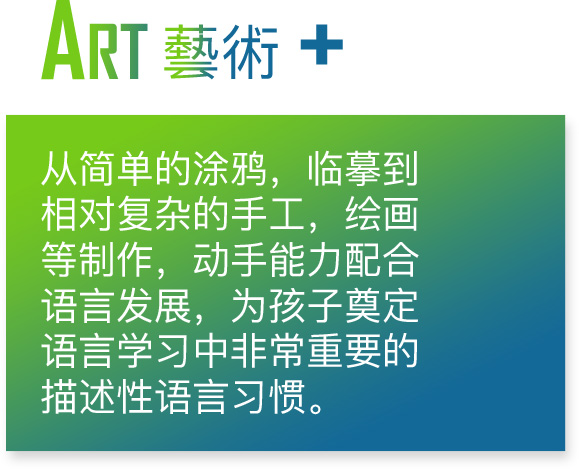 ART 藝術 +
从简单的涂鸦，临摹到
相对复杂的手工，绘画
等制作，动手能力配合
语言发展，为孩子奠定
语言学习中非常重要的
描述性语言习惯。